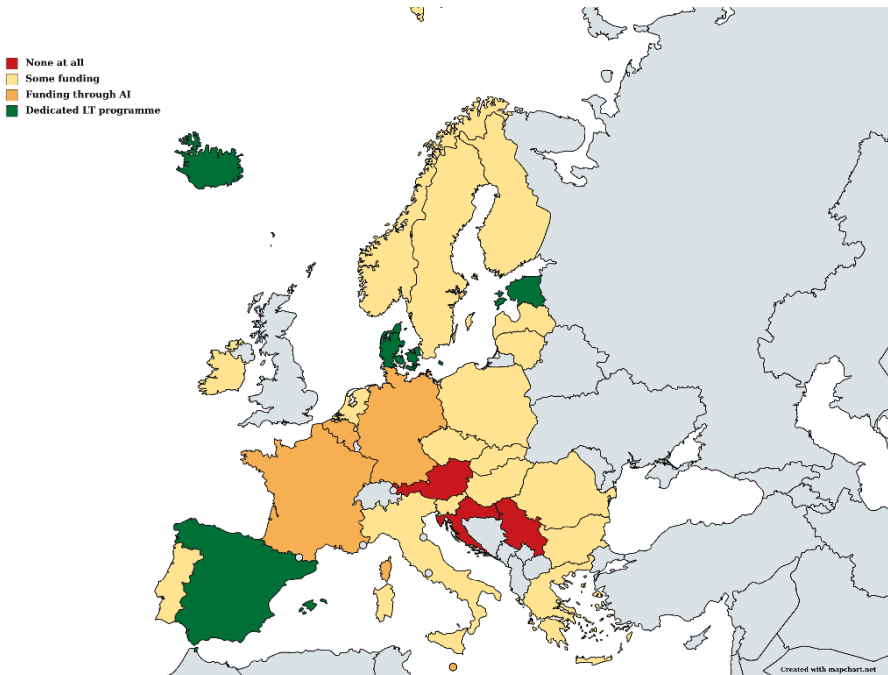 None at all
Some funding
Funding through AI
Dedicated LT programme
Created with mapchart.net